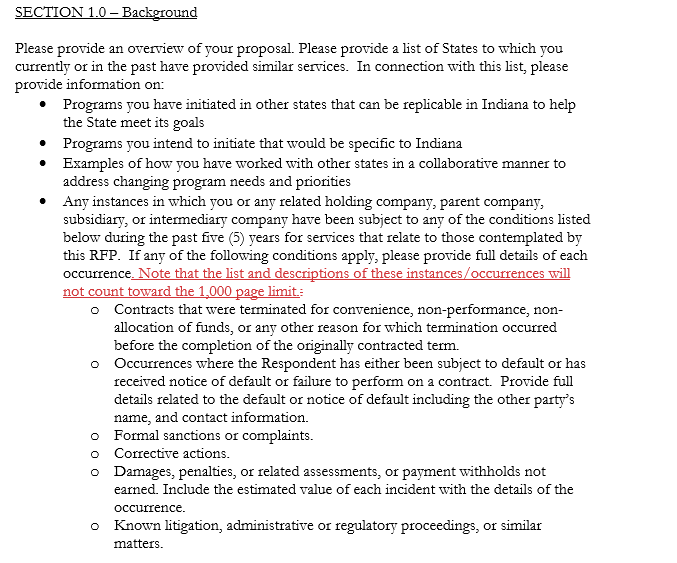 SECTION 1.0 – Background
Please provide an overview of your proposal. Please provide a list of States to which you
currently or in the past have provided similar services.  In connection with this list, please
provide information on:
• Programs you have initiated in other states that can be replicable in Indiana to help
the State meet its goals
• Programs you intend to initiate that would be specific to Indiana
• Examples of how you have worked with other states in a collaborative manner to
address changing program needs and priorities
• Any instances in which you or any related holding company, parent company,
subsidiary, or intermediary company have been subject to any of the conditions listed
below during the past five (5) years for services that relate to those contemplated by
this RFP.  If any of the following conditions apply, please provide full details of each
occurrence. Note that the list and descriptions of these instances/occurrences will
not count toward the 1,000 page limit.:
o Contracts that were terminated for convenience, non-performance, non-
allocation of funds, or any other reason for which termination occurred
before the completion of the originally contracted term.
o Occurrences where the Respondent has either been subject to default or has
received notice of default or failure to perform on a contract.  Provide full
details related to the default or notice of default including the other party's
name, and contact information.
o Formal sanctions or complaints.
o Corrective actions.
o Damages, penalties, or related assessments, or payment withholds not
earned. Include the estimated value of each incident with the details of the
occurrence.
o Known litigation, administrative or regulatory proceedings, or similar
matters.